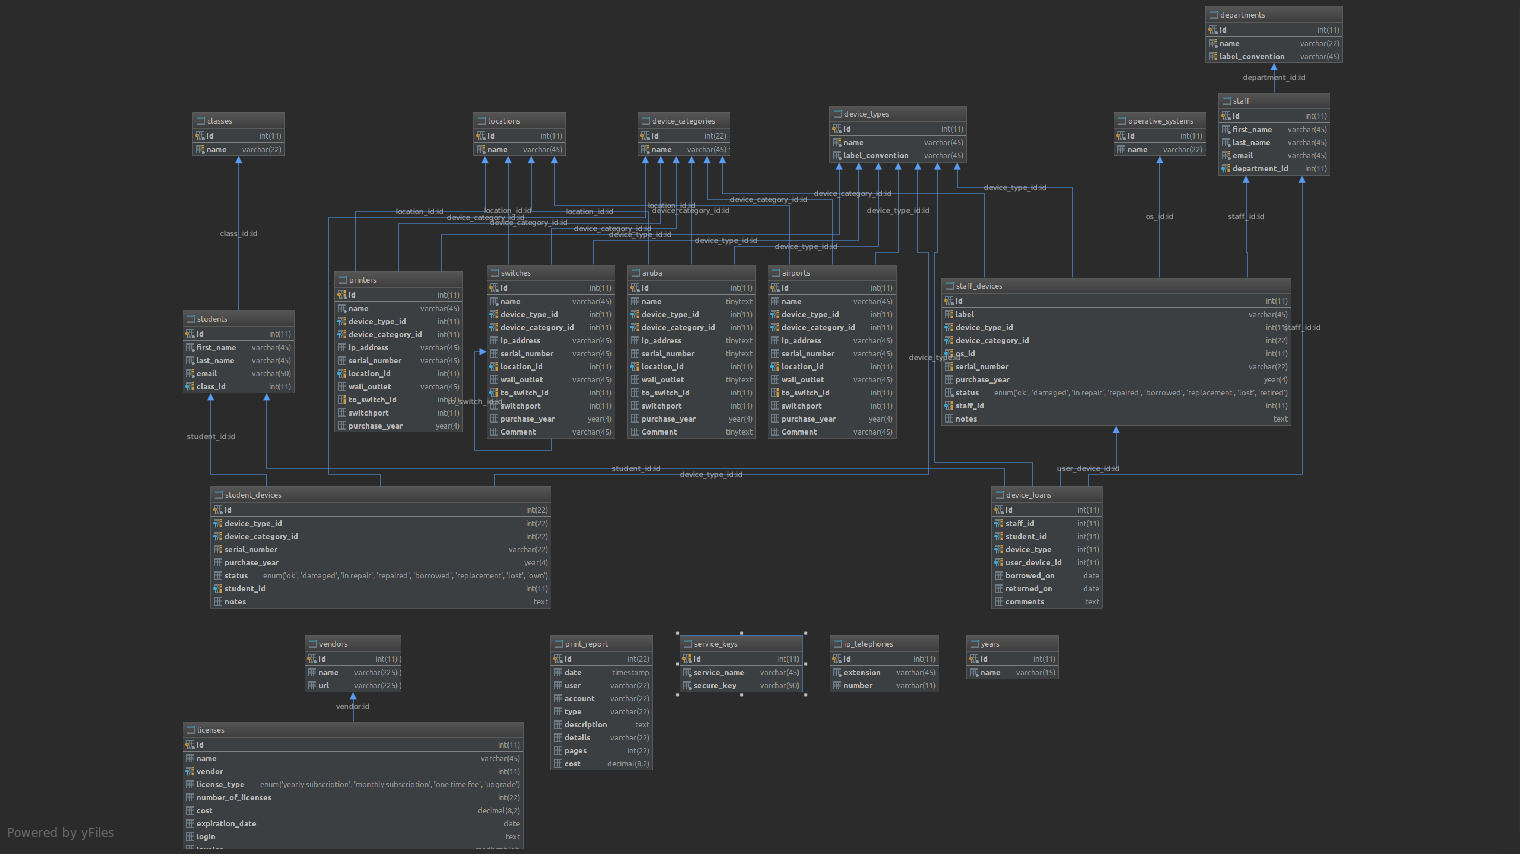 departments
id int(11)
name varchar(22)
label_convention varchar(45)
department_id:id
staff
id int(11)
first_name varchar(45)
last_name varchar(45)
email varchar(45)
department_id int(11)
classes
id int(11)
name varchar(22)
locations
id int(11)
name varchar(45)
device_categories
id int(22)
name varchar(45)
device_types
id int(11)
name varchar(45)
label_convention varchar(45)
operative_systems
id int(11)
name varchar(22)
device_type_id:id
device_category_id:id
device_category_id:id
location_id:id
location_id:id
location_id:id
device_category_id:id
device_type_id:id
device_category_id:id
device_category_id:id
os_id:id
staff_id:id
device_category_id:id
device_type_id:id
class_id:id
device_type_id:id
device_type_id:id
printers
id int(11)
name varchar(45)
device_type_id int(11)
device_category_id int(11)
ip_address varchar(45)
serial_number varchar(45)
location_id int(11)
wall_outlet varchar(45)
to_switch_id
switchport int(11)
purchase_year year(4)
to_switch_id:id
switches
id int(11)
name varchar(45)
device_type_id int(11)
device_category_id int(11)
ip_address varchar(45)
serial_number varchar(45)
location_id int(11)
wall_outlet varchar(45)
to_switch_id int(11)
switchport int(11)
purchase_year year(4)
Comment varchar(45)
aruba
id int(11)
name tinytext
device_type_id int(11)
device_category_id int(11)
ip_address varchar(45)
serial_number tinytext
location_id int(11)
wall_outlet tinytext
to_switch_id int(11)
switchport int(11)
purchase_year year(4)
Comment tinytext
airports
id int(11)
name varchar(45)
device_type_id int(11)
device_category_id int(11)
ip_address varchar(45)
serial_number varchar(45)
location_id int(11)
wall_outlet varchar(45)
to_switch_id int(11)
switchport int(11)
purchase_year year(4)
Comment varchar(45)
staff_devices
id int(11)
label varchar(45)
device_type_id
staff_id:id
device_category_id int(22)
os_id int(11)
serial_number varchar(22)
purchase_year year(4)
status enum('ok', 'damaged', 'in repair', 'repaired', 'borrowed', 'replacement', 'lost', 'retired')
staff_id int(11)
notes text
students
id int(11)
first_name varchar(45)
last_name varchar(45)
email varchar(50)
class_id int(11)
student_id:id
student_id:id
device_type_id:id
user_device_id:id
student_devices
id int(22)
device_type_id int(22)
device_category_id int(22)
serial_number varchar(22)
purchase_year year(4)
status enum('ok', 'damaged', 'in repair', 'repaired', 'borrowed', 'replacement', 'lost', 'own')
student_id int(11)
notes text
device_loans
id int(11)
staff_id int(11)
student_id int(11)
device_type int(11)
user_device_id int(11)
borrowed_on date
returned_on date
comments text
vendors
id int(11)
name varchar(225)
url varchar(225)
vendor:id
print_report
id int(22)
date timestamp
user varchar(22)
account varchar(22)
type varchar(22)
description text
details varchar(22)
pages int(22)
cost decimal(8,2)
service_keys
id int(11)
service_name varchar(45)
secure_key varchar(90)
ip_telephones
id int(11)
extension varchar(45)
number varchar(11)
years
id int(11)
name varchar(15)
licenses
id int(11)
name varchar(45)
vendor int(11)
license_type enum('yearly subscription', 'monthly subscription', 'one time fee', 'upgrade')
number_of_licenses int(22)
cost decimal(8,2)
expiration_date date
login text
Powered by yFiles